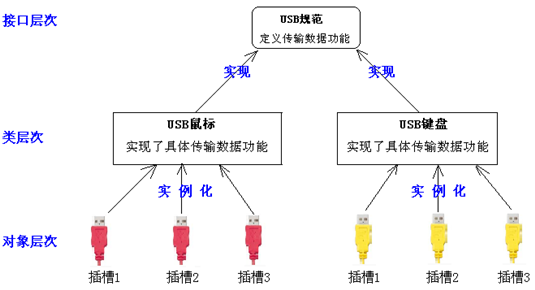 接口层次
USB规范
定义传输数据功能
实现
实现
类层次
USB鼠标
实现了具体传输数据功能
USB键盘
实现了具体传输数据功能
实 例 化
实 例 化
对象层次
插槽1
插槽2
插槽3
插槽1
插槽2
插槽3